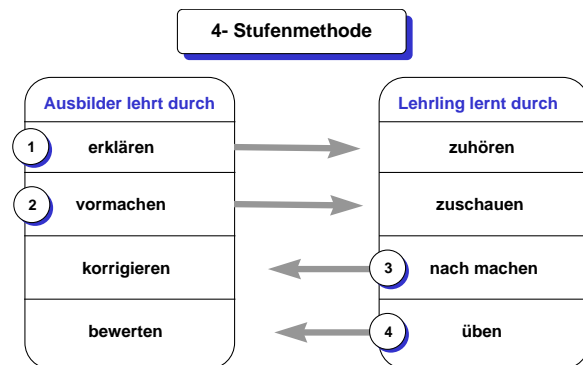 4- Stufenmethode
Ausbilder lehrt durch
Lehrling lernt durch
1 erklären
zuhören
2 vormachen
zuschauen
korrigieren
3 nach machen
bewerten
4 üben